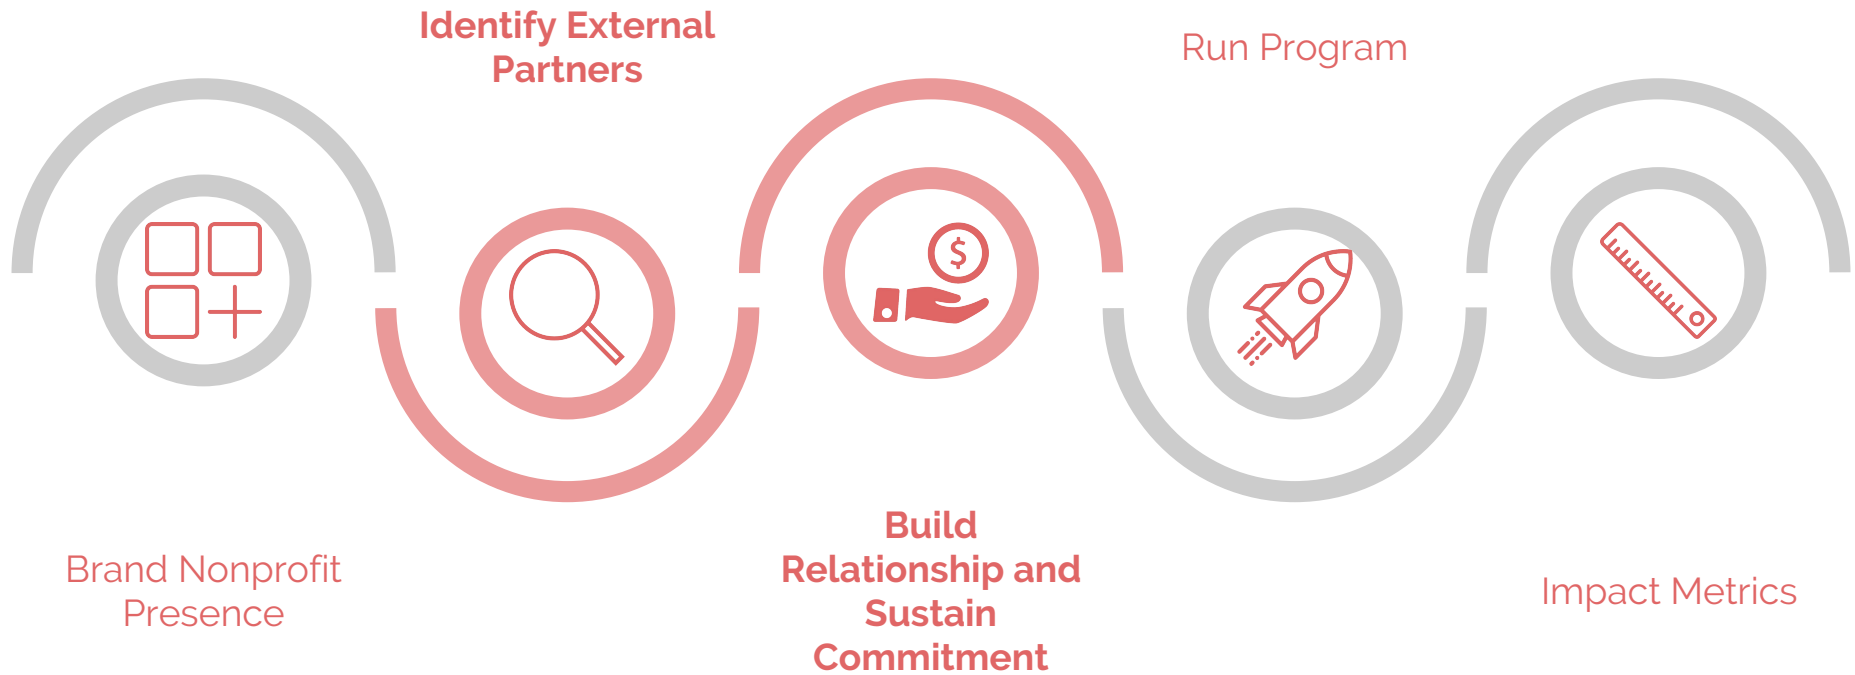 Identify External
Partners
Run Program
$
Brand Nonprofit
Presence
Build
Relationship and
Sustain
Commitment
Impact Metrics